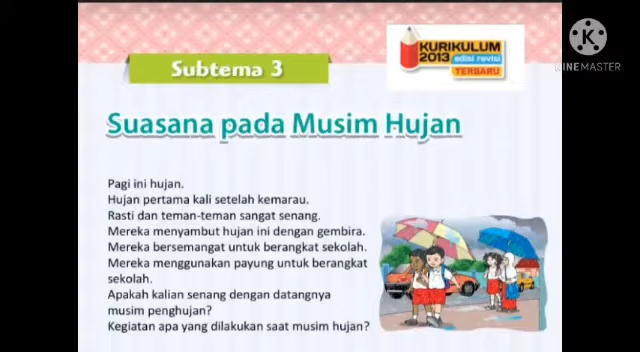 Subtema 3
KURIKULUM
2013 edisi revisi
TERBARU
K
KINEMASTER
Suasana pada Musim Hujan
Pagi ini hujan.
Hujan pertama kali setelah kemarau.
Rasti dan teman-teman sangat senang.
Mereka menyambut hujan ini dengan gembira.
Mereka bersemangat untuk berangkat sekolah.
Mereka menggunakan payung untuk berangkat
sekolah.
Apakah kalian senang dengan datangnya
musim penghujan?
Kegiatan apa yang dilakukan saat musim hujan?